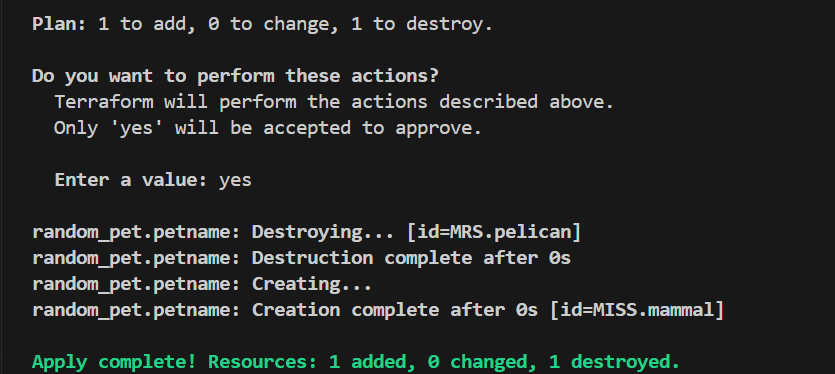 Plan: 1 to add, 0 to change, 1 to destroy.
Do you want to perform these actions?
Terraform will perform the actions described above.
Only 'yes' will be accepted to approve.
Enter a value: yes
random_pet.petname: Destroying... [id=MRS.pelican]
random_pet.petname: Destruction complete after 0s
random_pet.petname: Creating...
random_pet.petname: Creation complete after 0s [id=MISS.mammal]
Apply complete! Resources: 1 added, 0 changed, 1 destroyed.